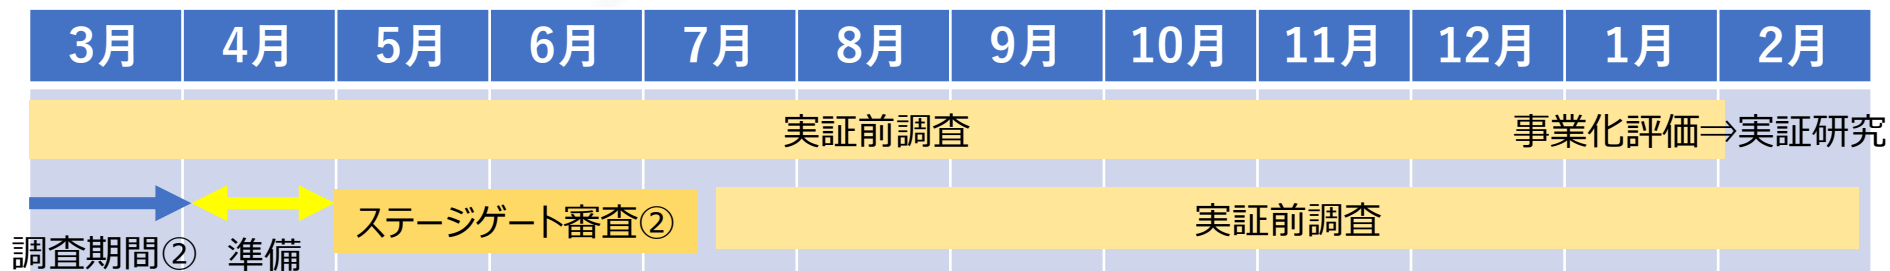 3月 4月 5月 6月 7月 8月 9月 10月 11月 12月 1月 2月
実証前調査 事業化評価⇒実証研究
ステージゲート審査② 実証前調査
調査期間② 準備